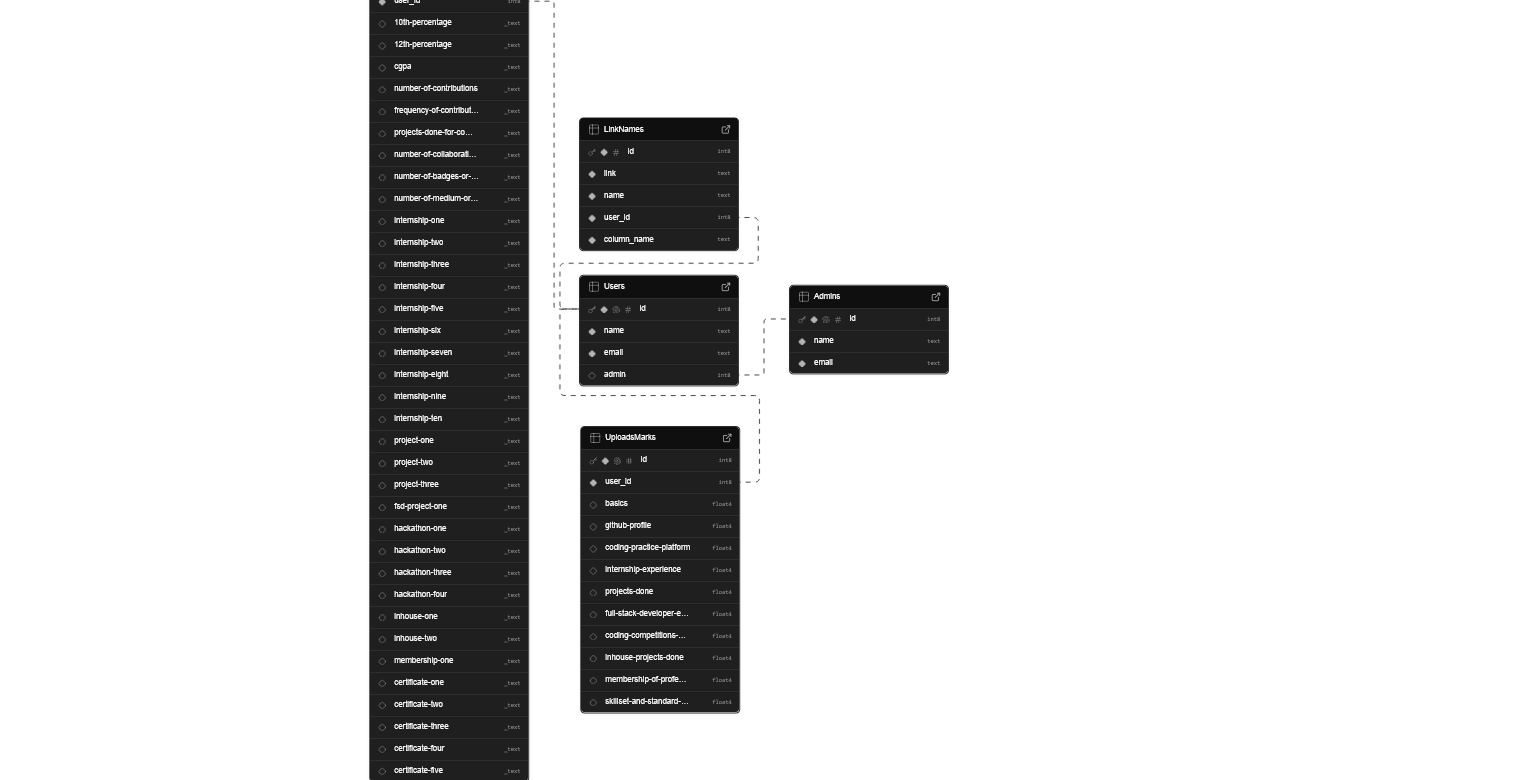 user_id int8
10th-percentage _text
12th-percentage _text
cgpa _text
number-of-contributions _text
frequency-of-contribut... _text
projects-done-for-co... _text
number-of-collaborati... _text
number-of-badges-or-... _text
number-of-medium-or... _text
internship-one _text
internship-two _text
internship-three _text
internship-four _text
internship-five _text
internship-six _text
internship-seven _text
internship-eight _text
internship-nine _text
internship-ten _text
project-one _text
project-two _text
project-three _text
fsd-project-one _text
hackathon-one _text
hackathon-two _text
hackathon-three _text
hackathon-four _text
inhouse-one _text
inhouse-two _text
membership-one _text
certificate-one _text
certificate-two _text
certificate-three _text
certificate-four _text
certificate-five _text
LinkNames
id int8
link text
name text
user_id int8
column_name text
Users
id int8
name text
email text
admin int8
Admins
id int8
name text
email text
UploadsMarks
id int8
user_id int8
basics float4
github-profile float4
coding-practice-platform float4
internship-experience float4
projects-done float4
full-stack-developer-e... float4
coding-competitions-... float4
inhouse-projects-done float4
membership-of-profe... float4
skillset-and-standard-... float4